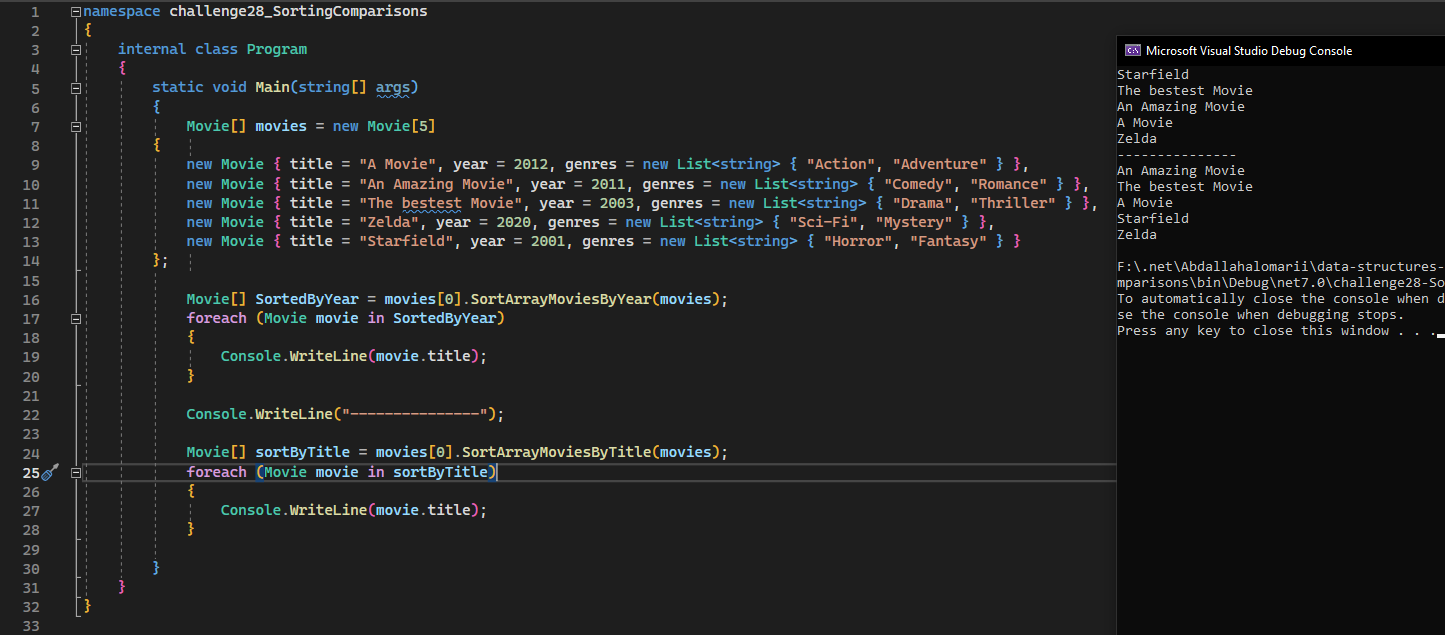 1 namespace challenge28_SortingComparisons
2 {
3 internal class Program
4 {
5 static void Main(string[] args)
6 {
7 Movie[] movies = new Movie[5]
8 {
9 new Movie { title = "A Movie", year = 2012, genres = new List<string> { "Action", "Adventure" } },
10 new Movie { title = "An Amazing Movie", year = 2011, genres = new List<string> { "Comedy", "Romance" } },
11 new Movie { title = "The bestest Movie", year = 2003, genres = new List<string> { "Drama", "Thriller" } },
12 new Movie { title = "Zelda", year = 2020, genres = new List<string> { "Sci-Fi", "Mystery" } },
13 new Movie { title = "Starfield", year = 2001, genres = new List<string> { "Horror", "Fantasy" } }
14 };
15
16 Movie[] SortedByYear = movies[0].SortArrayMoviesByYear(movies);
17 foreach (Movie movie in SortedByYear)
18 {
19 Console.WriteLine(movie.title);
20 }
21
22 Console.WriteLine("---------------");
23
24 Movie[] sortByTitle = movies[0].SortArrayMoviesByTitle(movies);
25 foreach (Movie movie in sortByTitle)
26 {
27 Console.WriteLine(movie.title);
28 }
29
30 }
31 }
32 }
33
Microsoft Visual Studio Debug Console
Starfield
The bestest Movie
An Amazing Movie
A Movie
Zelda
---------------
An Amazing Movie
The bestest Movie
A Movie
Starfield
Zelda
F:\.net\Abdallahalomarii\data-structures-
mparisons\bin\Debug\net7.0\challenge28-So
To automatically close the console when d
se the console when debugging stops.
Press any key to close this window . . .